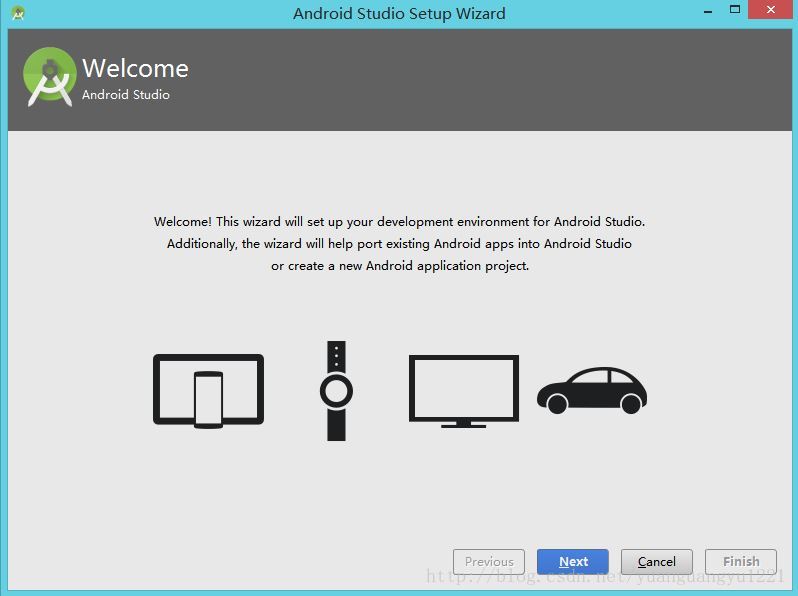 Android Studio Setup Wizard
Welcome
Android Studio
Welcome! This wizard will set up your development environment for Android Studio.
Additionally, the wizard will help port existing Android apps into Android Studio
or create a new Android application project.
Previous Next Cancel Finish
http://blog.csdn.net/yuanguangyu1221